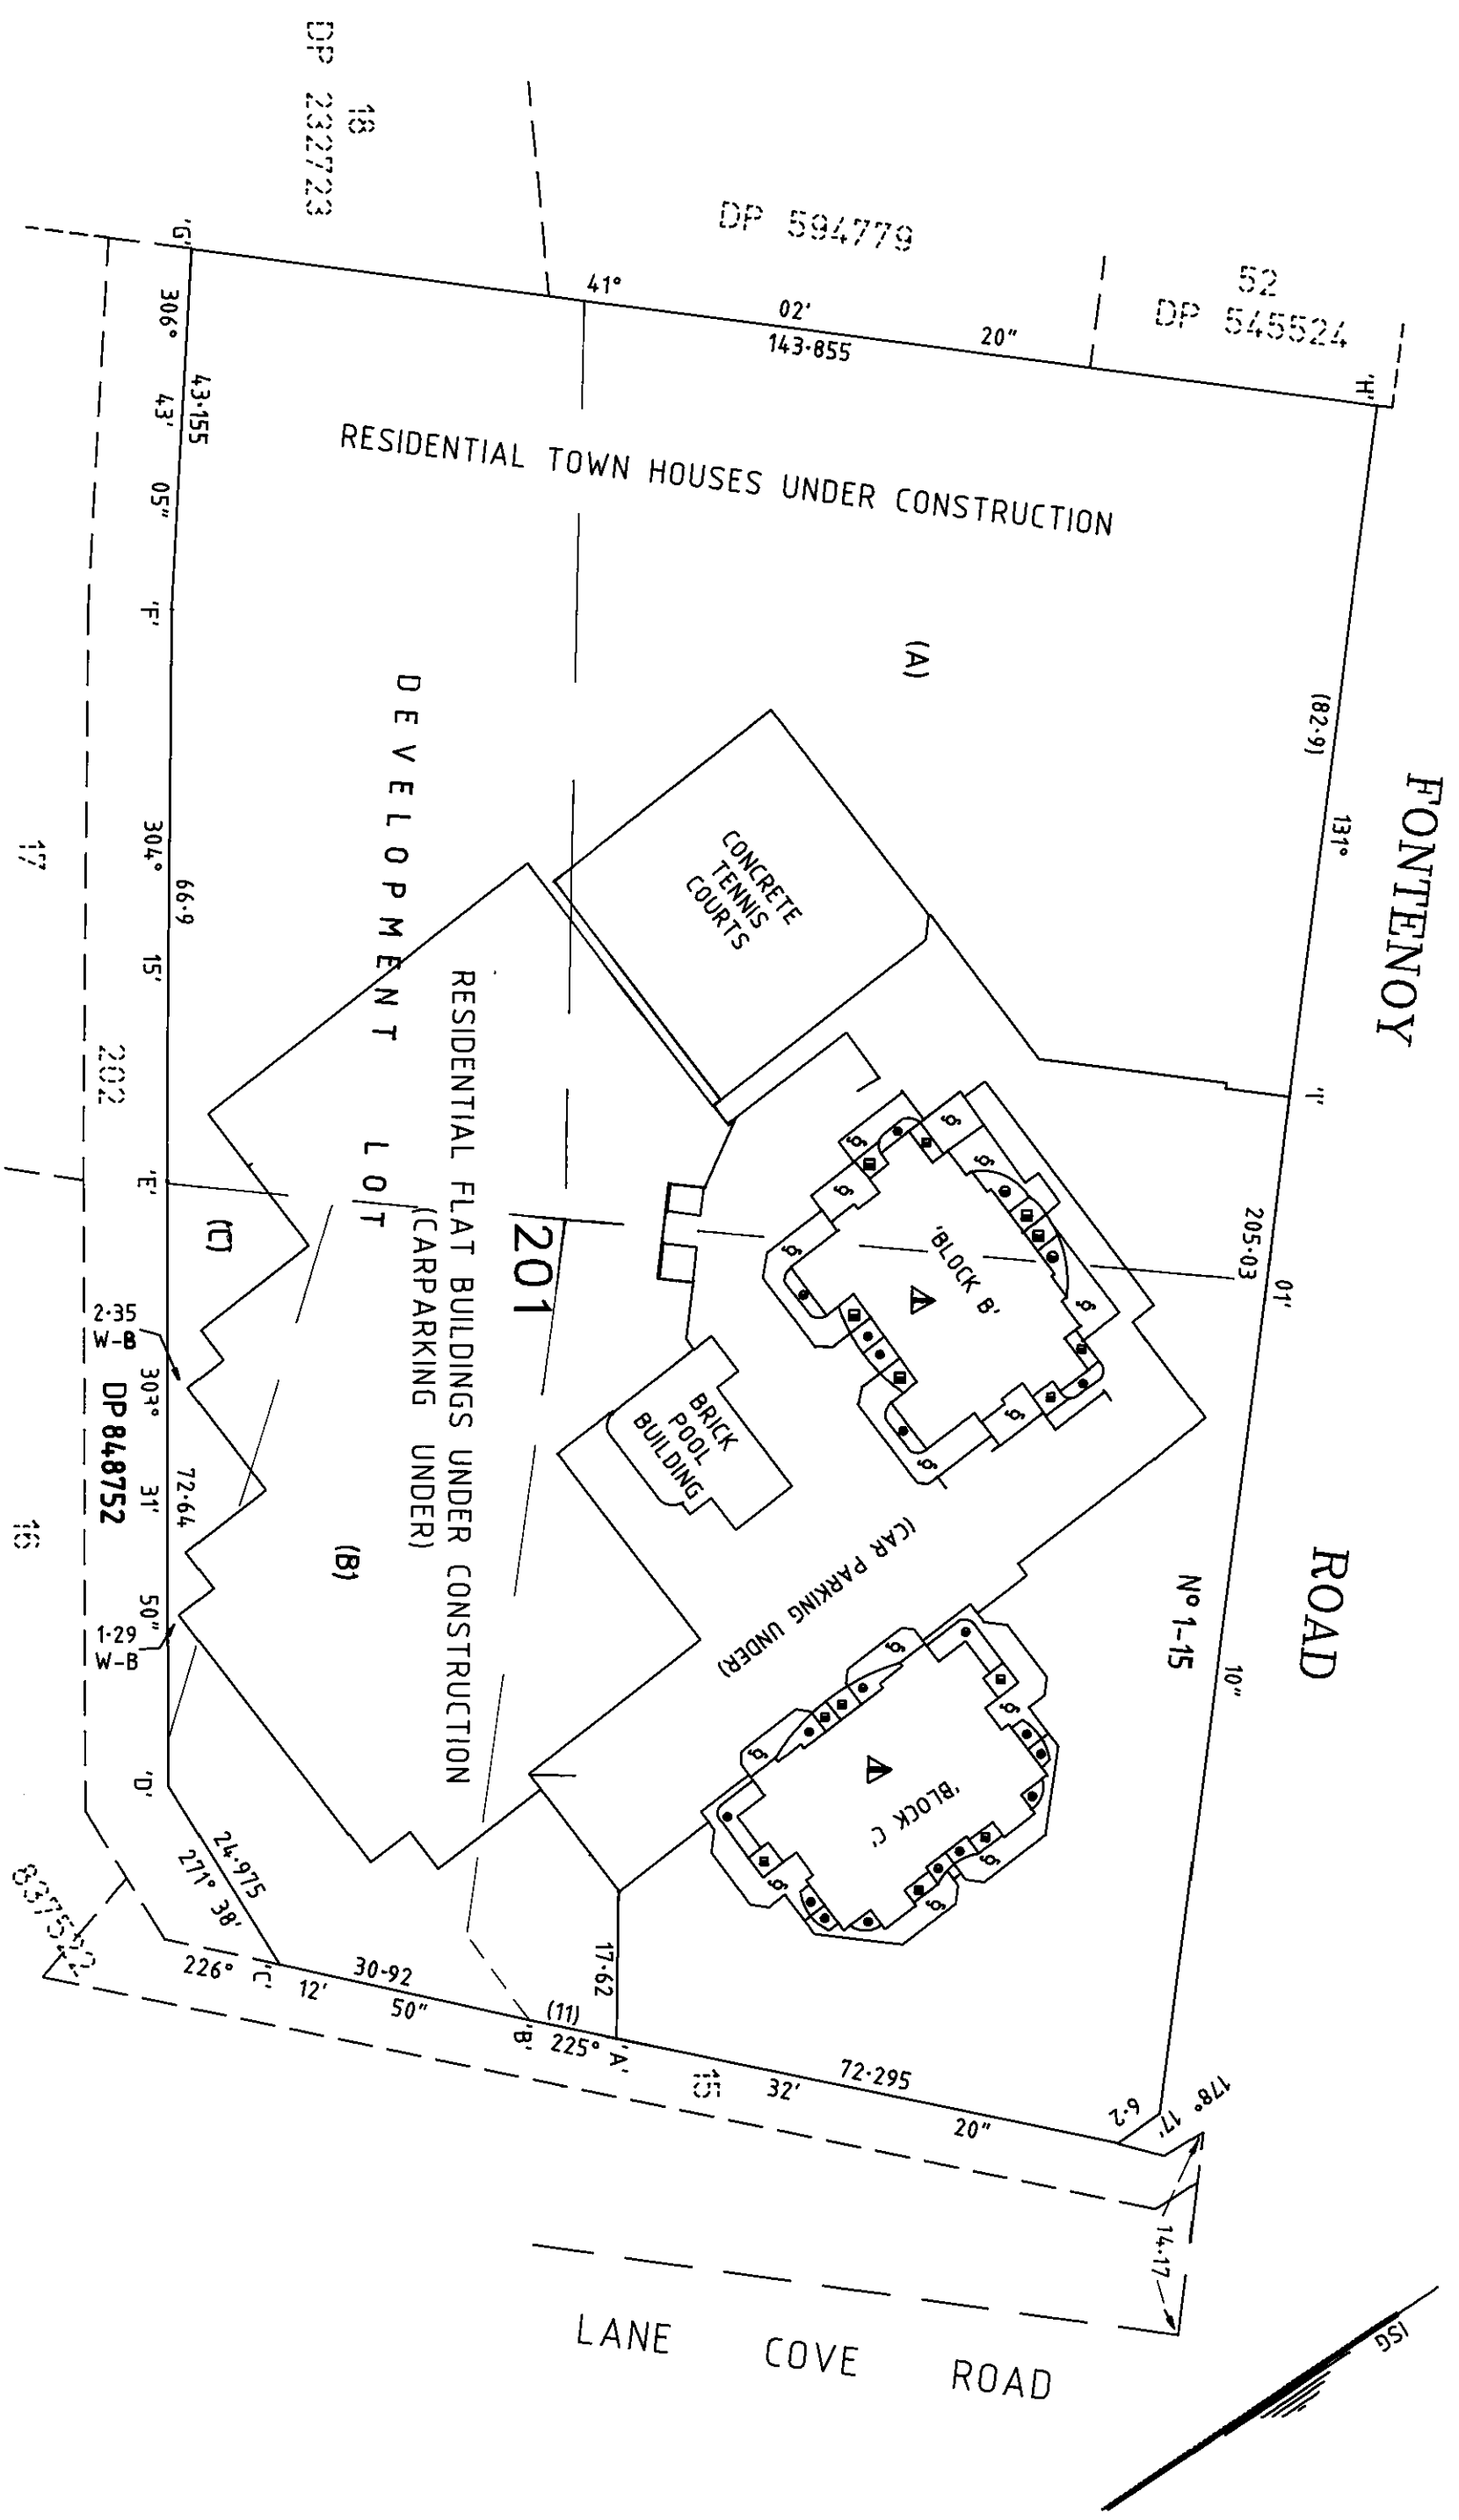 FONTENOY
ROAD
18
DP 232723
DP 594779
52
DP 545524
'H'
41°
02'
20"
143·855
'G'
306°
43'
05"
43·155
RESIDENTIAL TOWN HOUSES UNDER CONSTRUCTION
(A)
(82·9)
131°
205·03
01'
10"
'I'
Nº 1-15
'F'
304°
15'
66·9
17
202
DEVELOPMENT LOT
201
CONCRETE
TENNIS
COURTS
RESIDENTIAL FLAT BUILDINGS UNDER CONSTRUCTION
(CARPARKING UNDER)
'BLOCK B'
BRICK
POOL
BUILDING
(CAR PARKING UNDER)
'BLOCK C'
'E'
(C)
(B)
2·35
W-B
303°
31'
50"
72·64
1·29
W-B
DP 848752
16
'D'
24·975
271° 38'
837522
226°
'C'
12'
50"
30·92
'B'
(11)
225°
'A'
17·62
15
32'
20"
72·295
6·2
178° 17'
14·17
LANE COVE ROAD
ISG